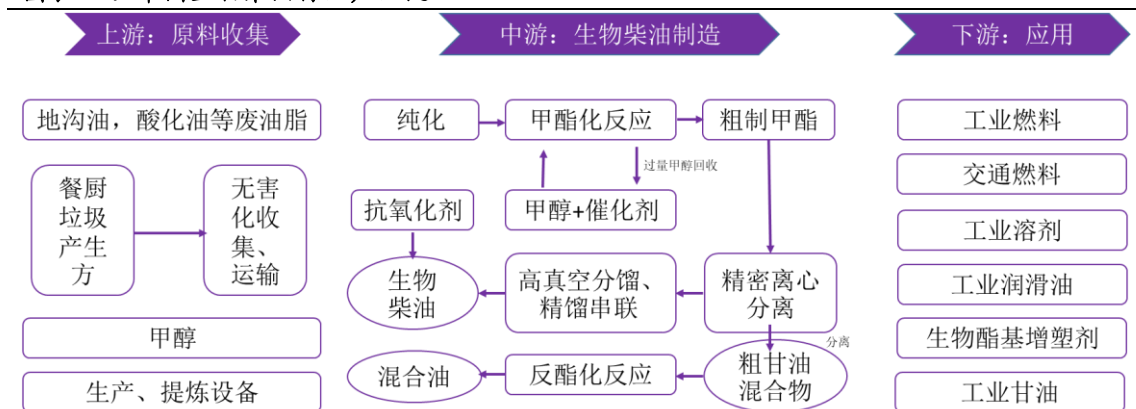 上游：原料收集
中游：生物柴油制造
下游：应用
地沟油，酸化油等废油脂
餐厨
垃圾
产生
方
无害
化收
集、
运输
甲醇
生产、提炼设备
纯化
甲酯化反应
粗制甲酯
过量甲醇回收
抗氧化剂
甲醇+催化剂
生物
柴油
高真空分馏、
精馏串联
精密离心
分离
分离
混合油
反酯化反应
粗甘油
混合物
工业燃料
交通燃料
工业溶剂
工业润滑油
生物酯基增塑剂
工业甘油